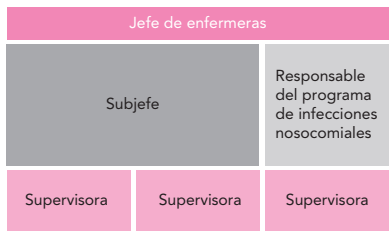 Jefe de enfermeras
Subjefe
Responsable
del programa
de infecciones
nosocomiales
Supervisora
Supervisora
Supervisora